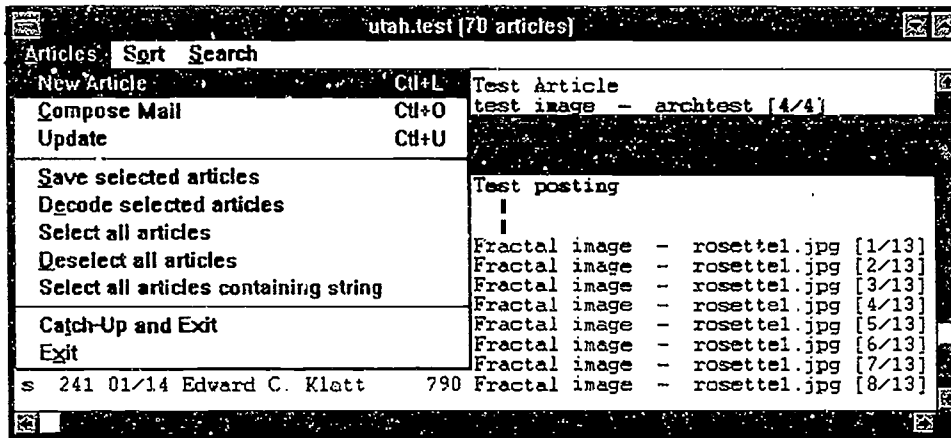 utah.test [70 articles]
Articles Sort Search
New Article Ctl+L
Compose Mail Ctl+O
Update Ctl+U
Save selected articles
Decode selected articles
Select all articles
Deselect all articles
Select all articles containing string
Catch-Up and Exit
Exit
Test Article
test image - archtest [4/4]
Test posting
Fractal image - rosette1.jpg [1/13]
Fractal image - rosette1.jpg [2/13]
Fractal image - rosette1.jpg [3/13]
Fractal image - rosette1.jpg [4/13]
Fractal image - rosette1.jpg [5/13]
Fractal image - rosette1.jpg [6/13]
Fractal image - rosette1.jpg [7/13]
s 241 01/14 Edward C. Klatt 790 Fractal image - rosette1.jpg [8/13]